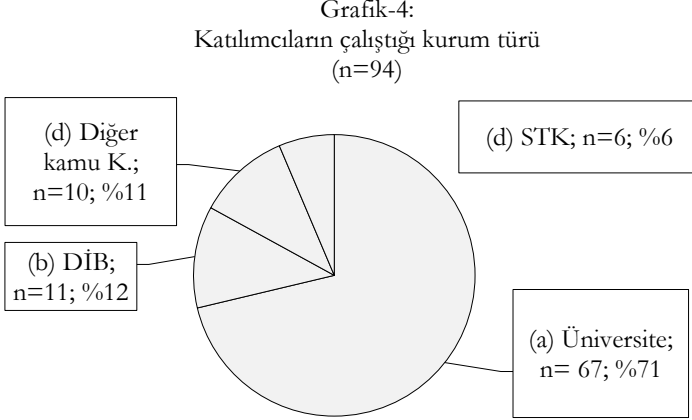 Grafik-4:
Katılımcıların çalıştığı kurum türü
(n=94)
(d) Diğer
kamu K.;
n=10; %11
(d) STK; n=6; %6
(b) DİB;
n=11; %12
(a) Üniversite;
n= 67; %71